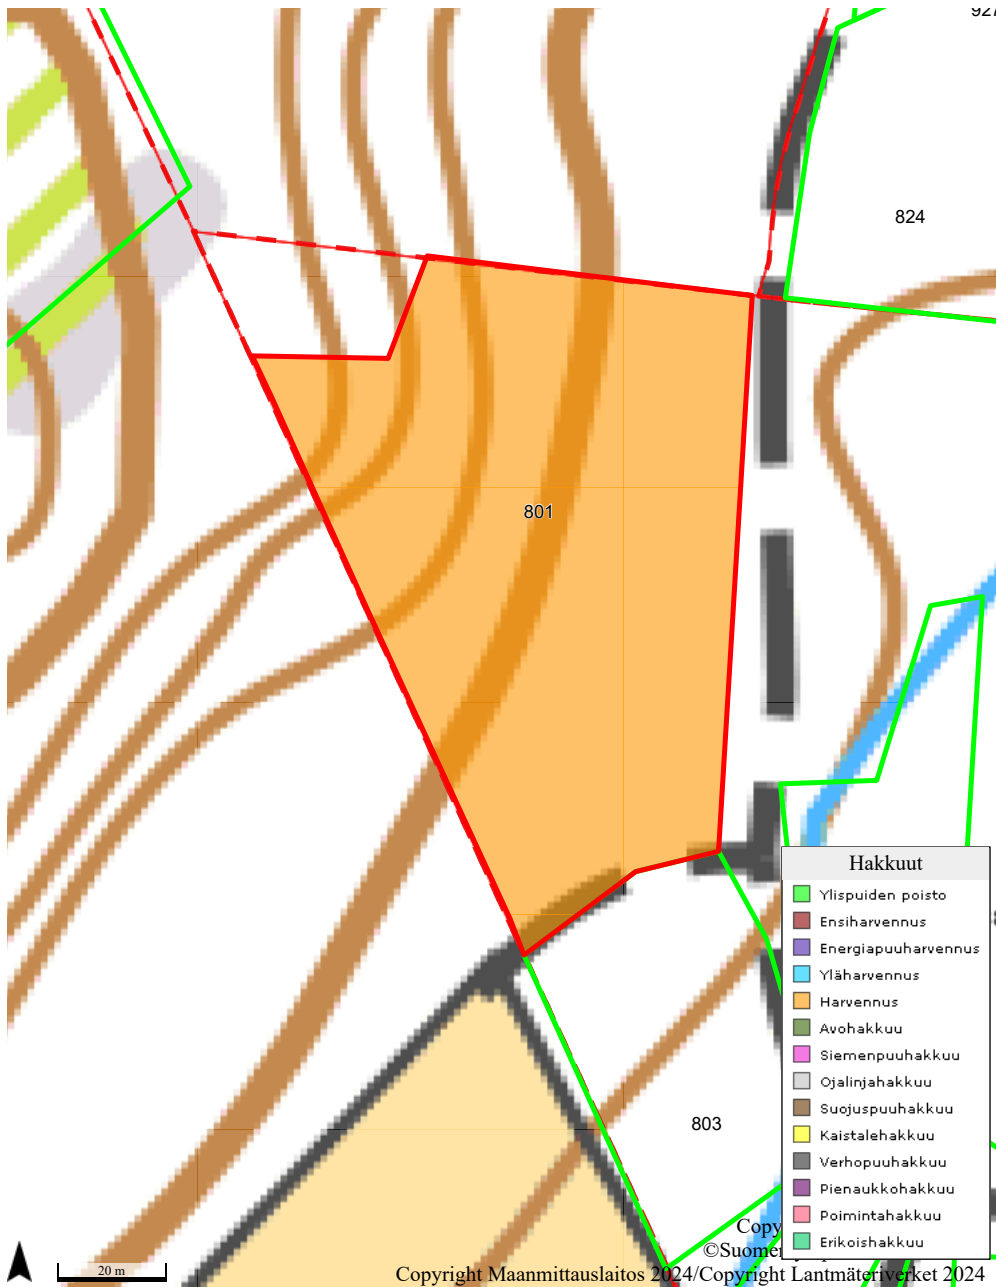 824
801
Hakkuut
Ylispuiden poisto
Ensiharvennus
Energiapuuharvennus
Yläharvennus
Harvennus
Avohakkuu
Siemenpuuhakkuu
Ojalinjahakkuu
Suojuspuuhakkuu
Kaistalehakkuu
Verhopuuhakkuu
Pienaukkohakkuu
Poimintahakkuu
Erikoishakkuu
803
20 m
Copyright Maanmittauslaitos 2024/Copyright Lantmäteriverket 2024